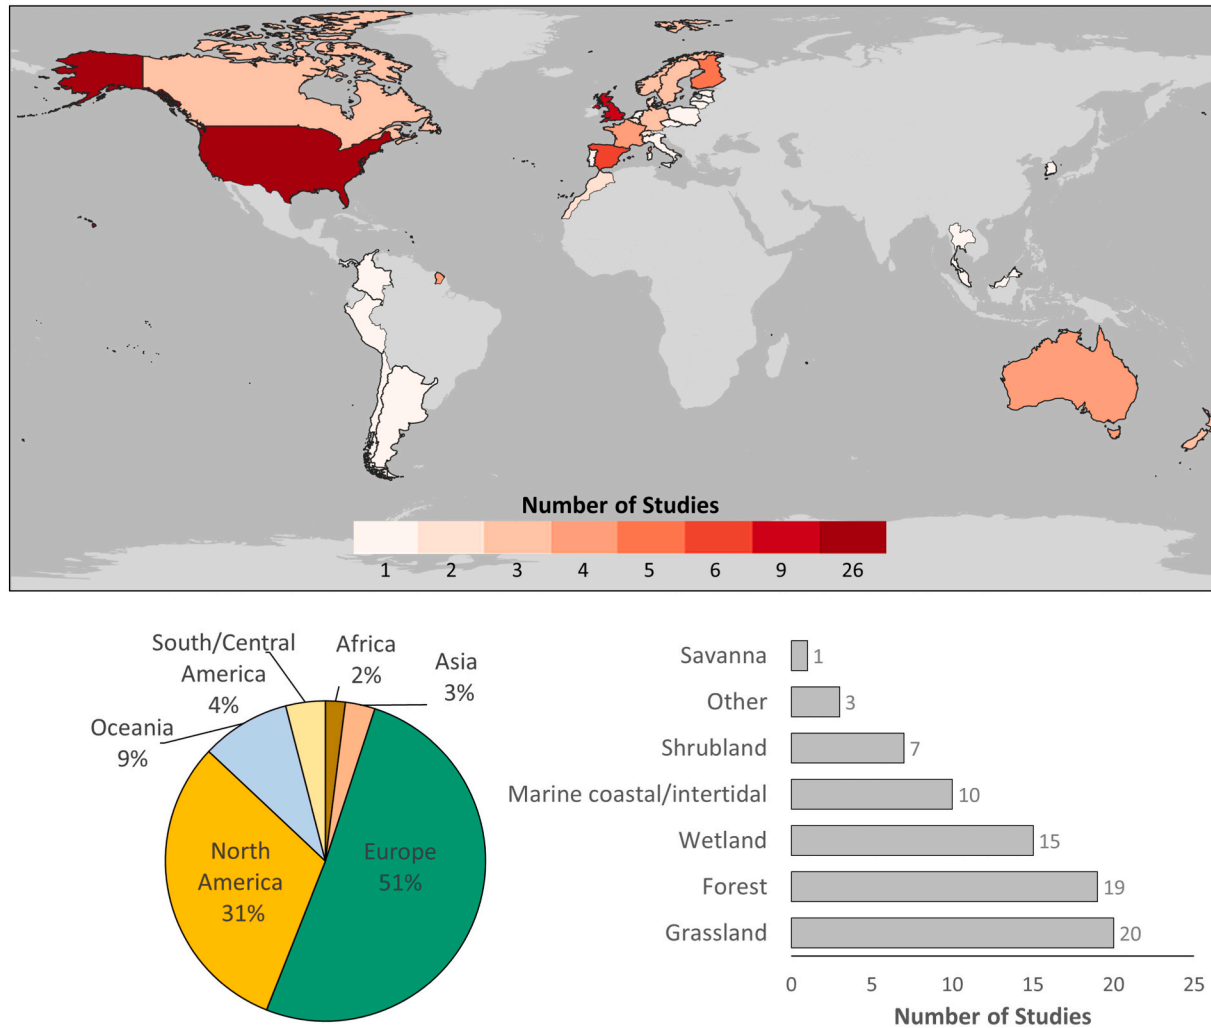 Number of Studies
1 2 3 4 5 6 9 26
South/Central
America
4%
Africa
2%
Asia
3%
Oceania
9%
North
America
31%
Europe
51%
Savanna 1
Other 3
Shrubland 7
Marine coastal/intertidal 10
Wetland 15
Forest 19
Grassland 20
0 5 10 15 20 25
Number of Studies